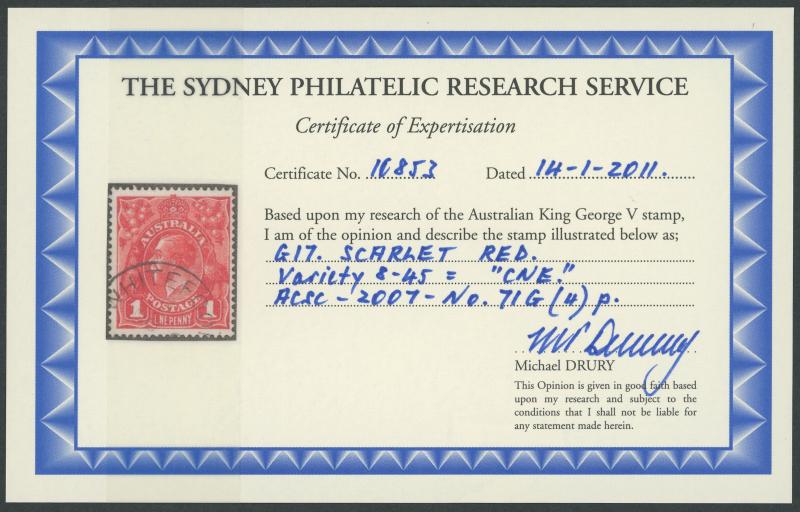 THE SYDNEY PHILATELIC RESEARCH SERVICE
Certificate of Expertisation
Certificate No. 10853 Dated 14-1-2011.
Based upon my research of the Australian King George V stamp,
I am of the opinion and describe the stamp illustrated below as;
G17. SCARLET RED.
Variety 8-45 = "CNE."
ACSC-2007-No. 71G (4) p.
Michael DRURY
This Opinion is given in good faith based
upon my research and subject to the
conditions that I shall not be liable for
any statement made herein.
AUSTRALIA
POSTAGE
1 CNE PENNY 1